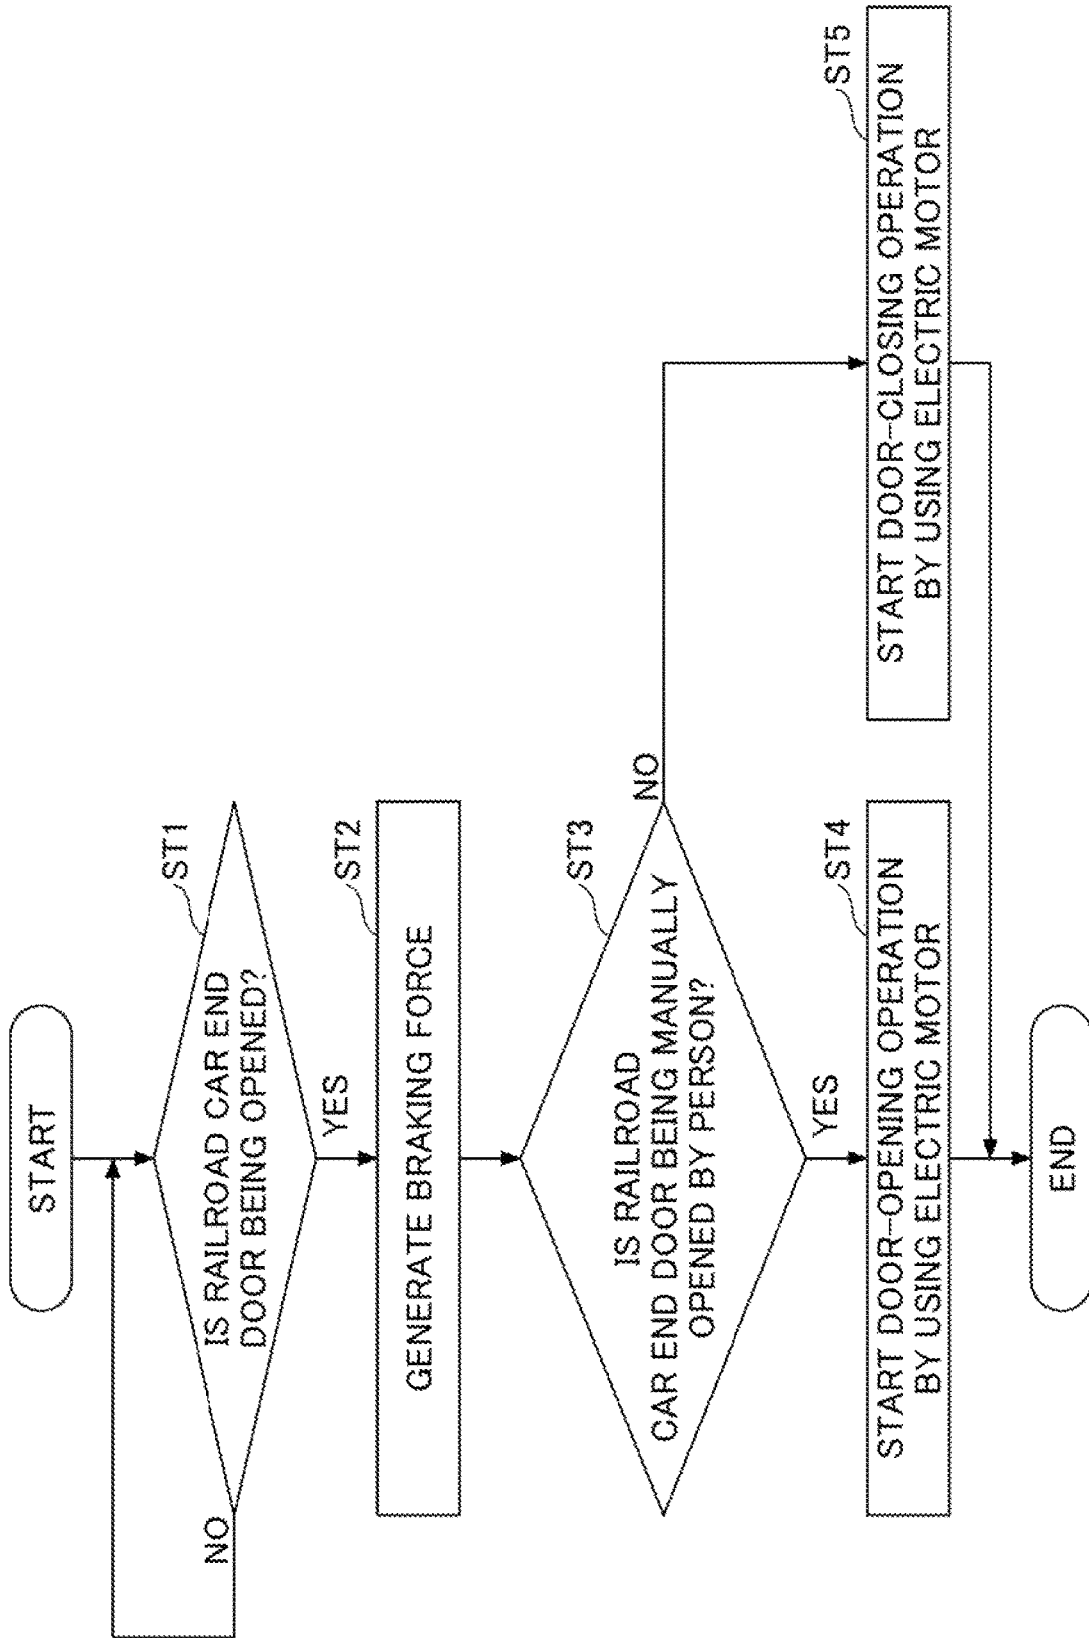 START
ST1
IS RAILROAD CAR END
DOOR BEING OPENED?
NO
YES
ST2
GENERATE BRAKING FORCE
ST3
IS RAILROAD
CAR END DOOR BEING MANUALLY
OPENED BY PERSON?
NO
YES
ST4
START DOOR-OPENING OPERATION
BY USING ELECTRIC MOTOR
ST5
START DOOR-CLOSING OPERATION
BY USING ELECTRIC MOTOR
END